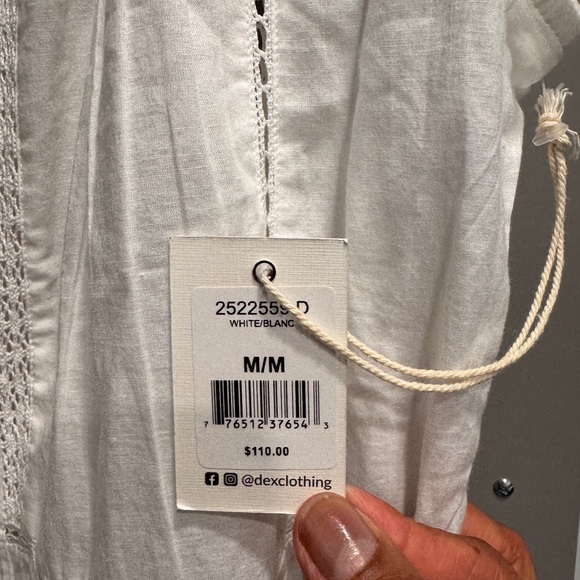 2522559-D
WHITE/BLANC
M/M
7 76512 37654 3
$110.00
@dexclothing